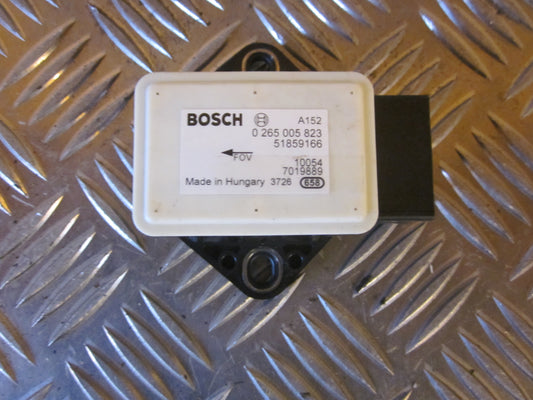 BOSCH A152
0 265 005 823
51859166
FOV 10054
7019889
Made in Hungary 3726 658